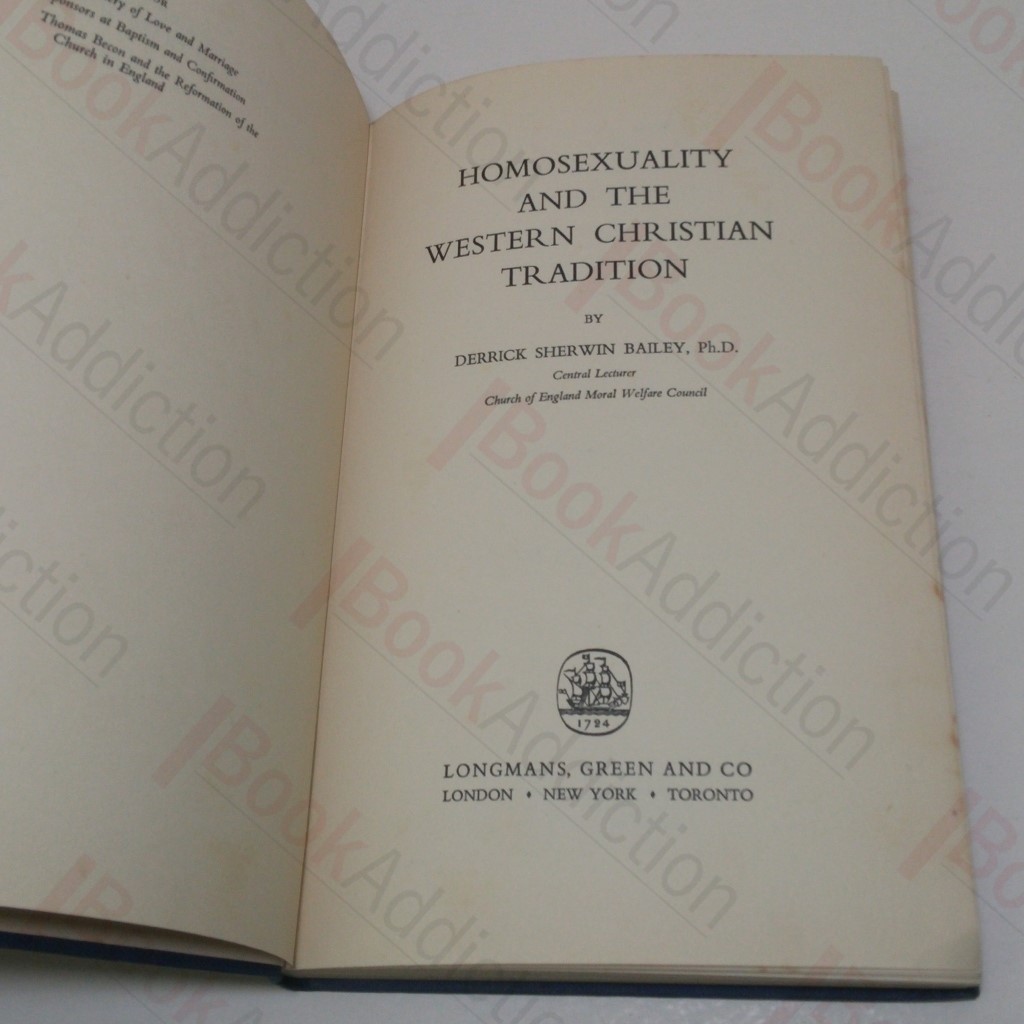 OR
ry of Love and Marriage
ponsors at Baptism and Confirmation
Thomas Becon and the Reformation of the
Church in England
HOMOSEXUALITY
AND THE
WESTERN CHRISTIAN
TRADITION
BY
DERRICK SHERWIN BAILEY, Ph.D.
Central Lecturer
Church of England Moral Welfare Council
1724
LONGMANS, GREEN AND CO
LONDON • NEW YORK • TORONTO
BookAddiction